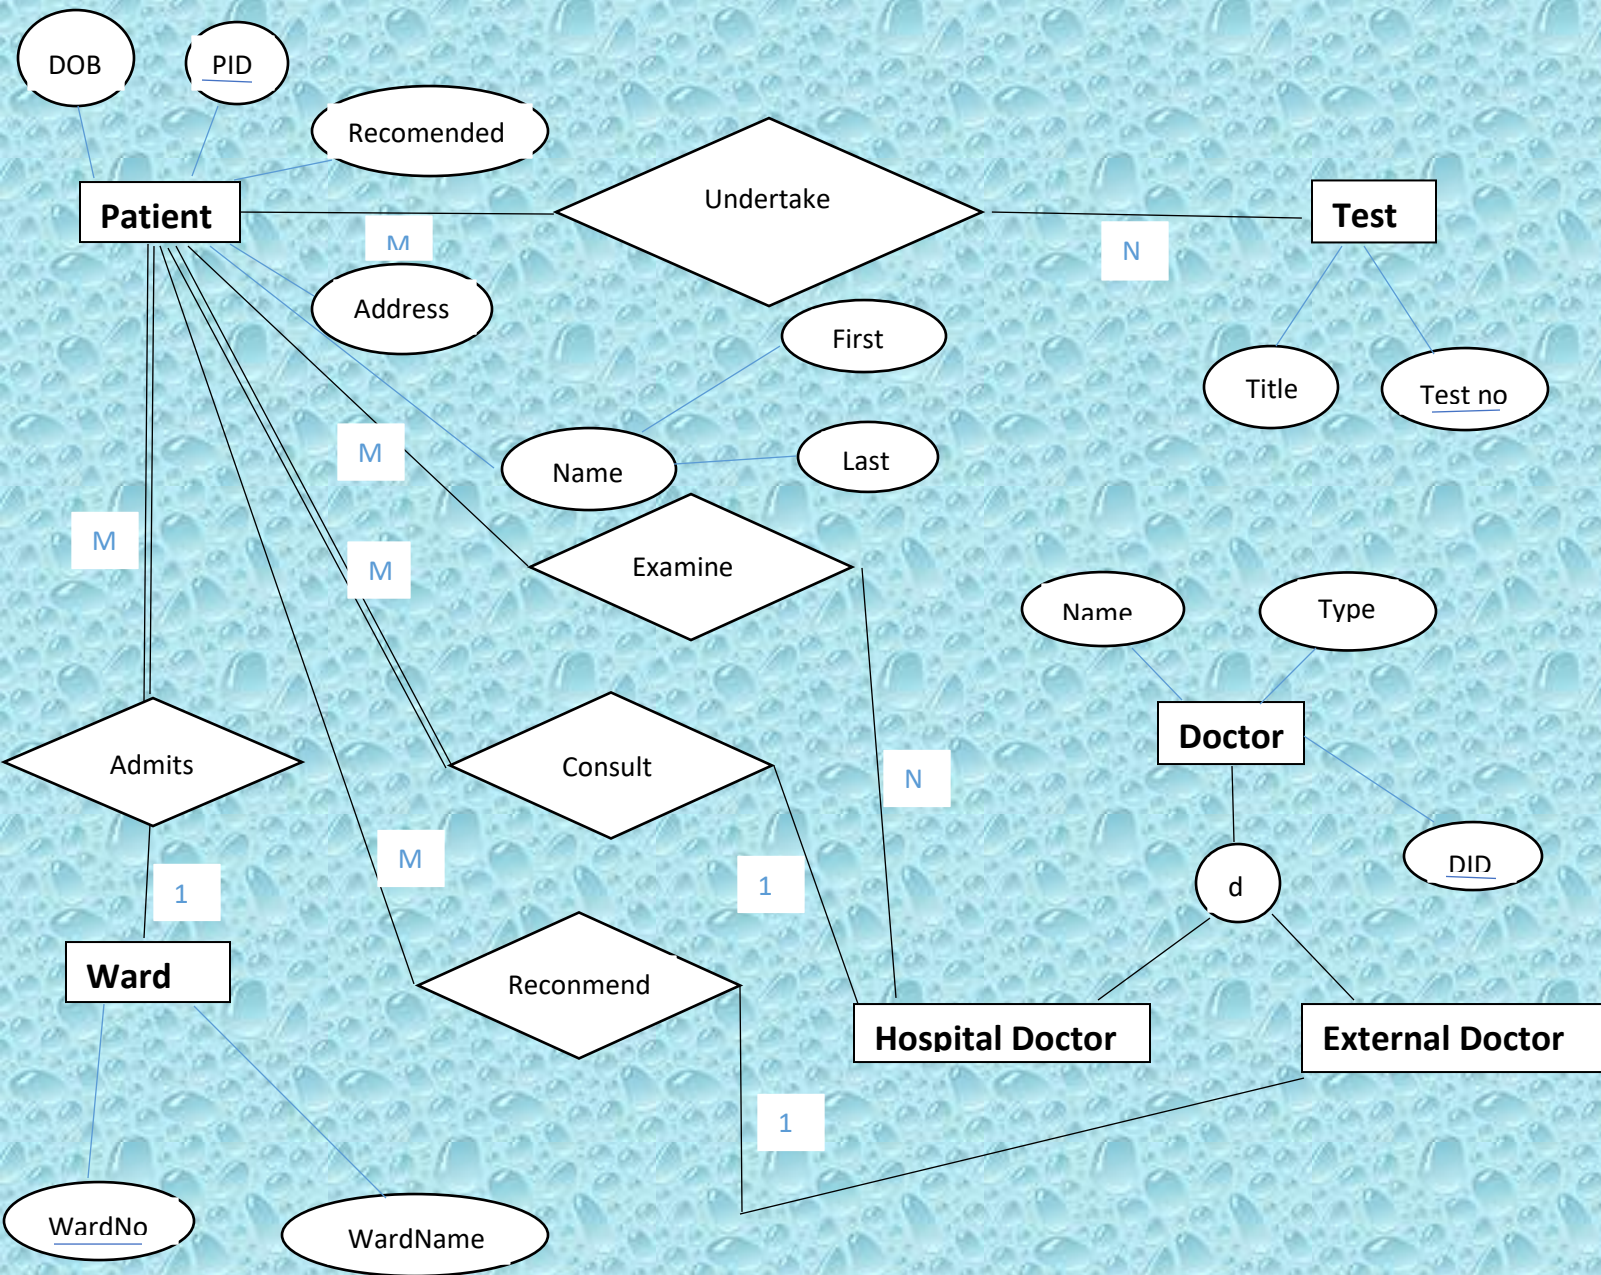 DOB
PID
Recomended
Patient
Undertake
Test
M
N
Address
First
Title
Test no
Name
Last
M
M
M
Examine
Name
Type
Doctor
Admits
Consult
N
M
1
1
d
DID
Ward
Reconmend
Hospital Doctor
External Doctor
1
WardNo
WardName